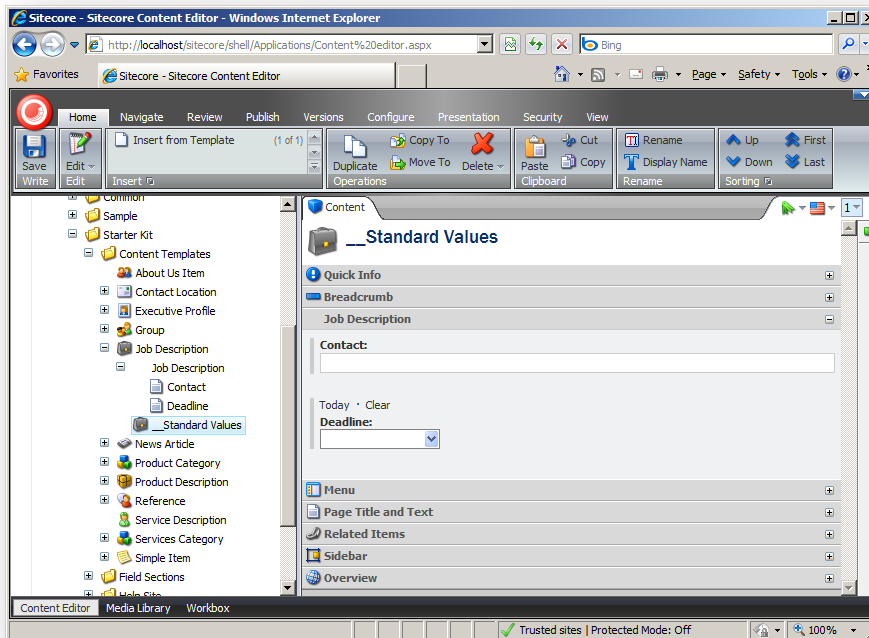 Sitecore - Sitecore Content Editor - Windows Internet Explorer
http://localhost/sitecore/shell/Applications/Content%20editor.aspx
Bing
Favorites
Sitecore - Sitecore Content Editor
Page
Safety
Tools
Home Navigate Review Publish Versions Configure Presentation Security View
Insert from Template (1 of 1)
Copy To
Cut
Rename
Up
First
Save
Edit
Duplicate
Move To
Delete
Paste
Copy
Display Name
Down
Last
Write
Edit
Insert
Operations
Clipboard
Rename
Sorting
Common
Sample
Starter Kit
Content Templates
About Us Item
Contact Location
Executive Profile
Group
Job Description
Job Description
Contact
Deadline
__Standard Values
News Article
Product Category
Product Description
Reference
Service Description
Services Category
Simple Item
Field Sections
Help Site
Content
1
__Standard Values
Quick Info
Breadcrumb
Job Description
Contact:
Today · Clear
Deadline:
Menu
Page Title and Text
Related Items
Sidebar
Overview
Content Editor Media Library Workbox
Trusted sites | Protected Mode: Off
100%